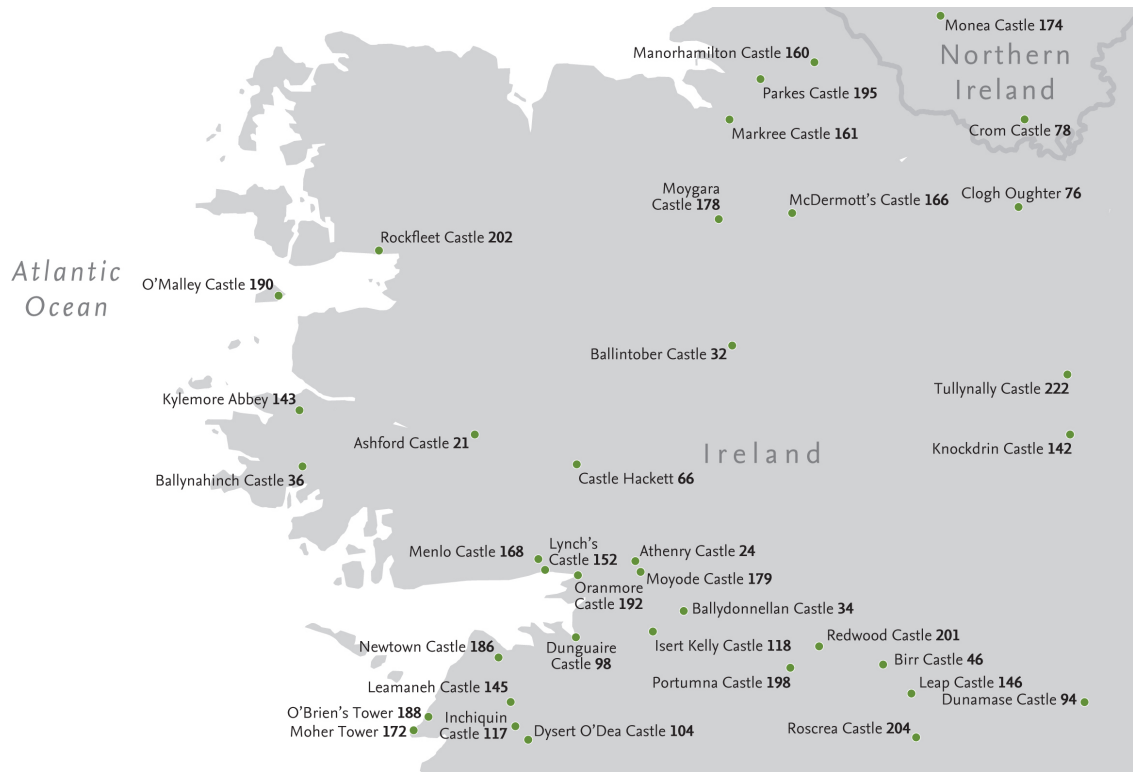 Monea Castle 174
Manorhamilton Castle 160
Northern
Ireland
Parkes Castle 195
Markree Castle 161
Crom Castle 78
Moygara
Castle 178
McDermott's Castle 166
Clogh Oughter 76
Rockfleet Castle 202
Atlantic
Ocean
O'Malley Castle 190
Ballintober Castle 32
Tullynally Castle 222
Kylemore Abbey 143
Ashford Castle 21
Ireland
Knockdrin Castle 142
Ballynahinch Castle 36
Castle Hackett 66
Menlo Castle 168
Lynch's
Castle 152
Athenry Castle 24
Moyode Castle 179
Oranmore
Castle 192
Ballydonnellan Castle 34
Redwood Castle 201
Newtown Castle 186
Dunguaire
Castle 98
Isert Kelly Castle 118
Birr Castle 46
Portumna Castle 198
Leap Castle 146
Leamaneh Castle 145
Dunamase Castle 94
O'Brien's Tower 188
Moher Tower 172
Inchiquin
Castle 117
Dysert O'Dea Castle 104
Roscrea Castle 204